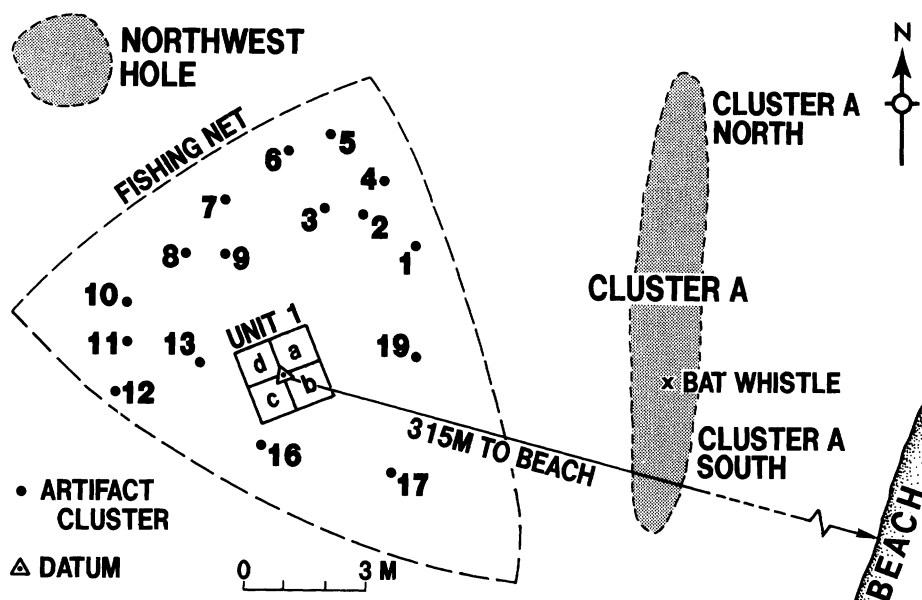 NORTHWEST
HOLE
N
FISHING NET
5
6
4
7
3
2
1
8
9
10
11
13
12
UNIT 1
d
a
c
b
19
16
17
CLUSTER A
NORTH
CLUSTER A
x BAT WHISTLE
CLUSTER A
SOUTH
315M TO BEACH
BEACH
ARTIFACT
CLUSTER
DATUM
0
3 M